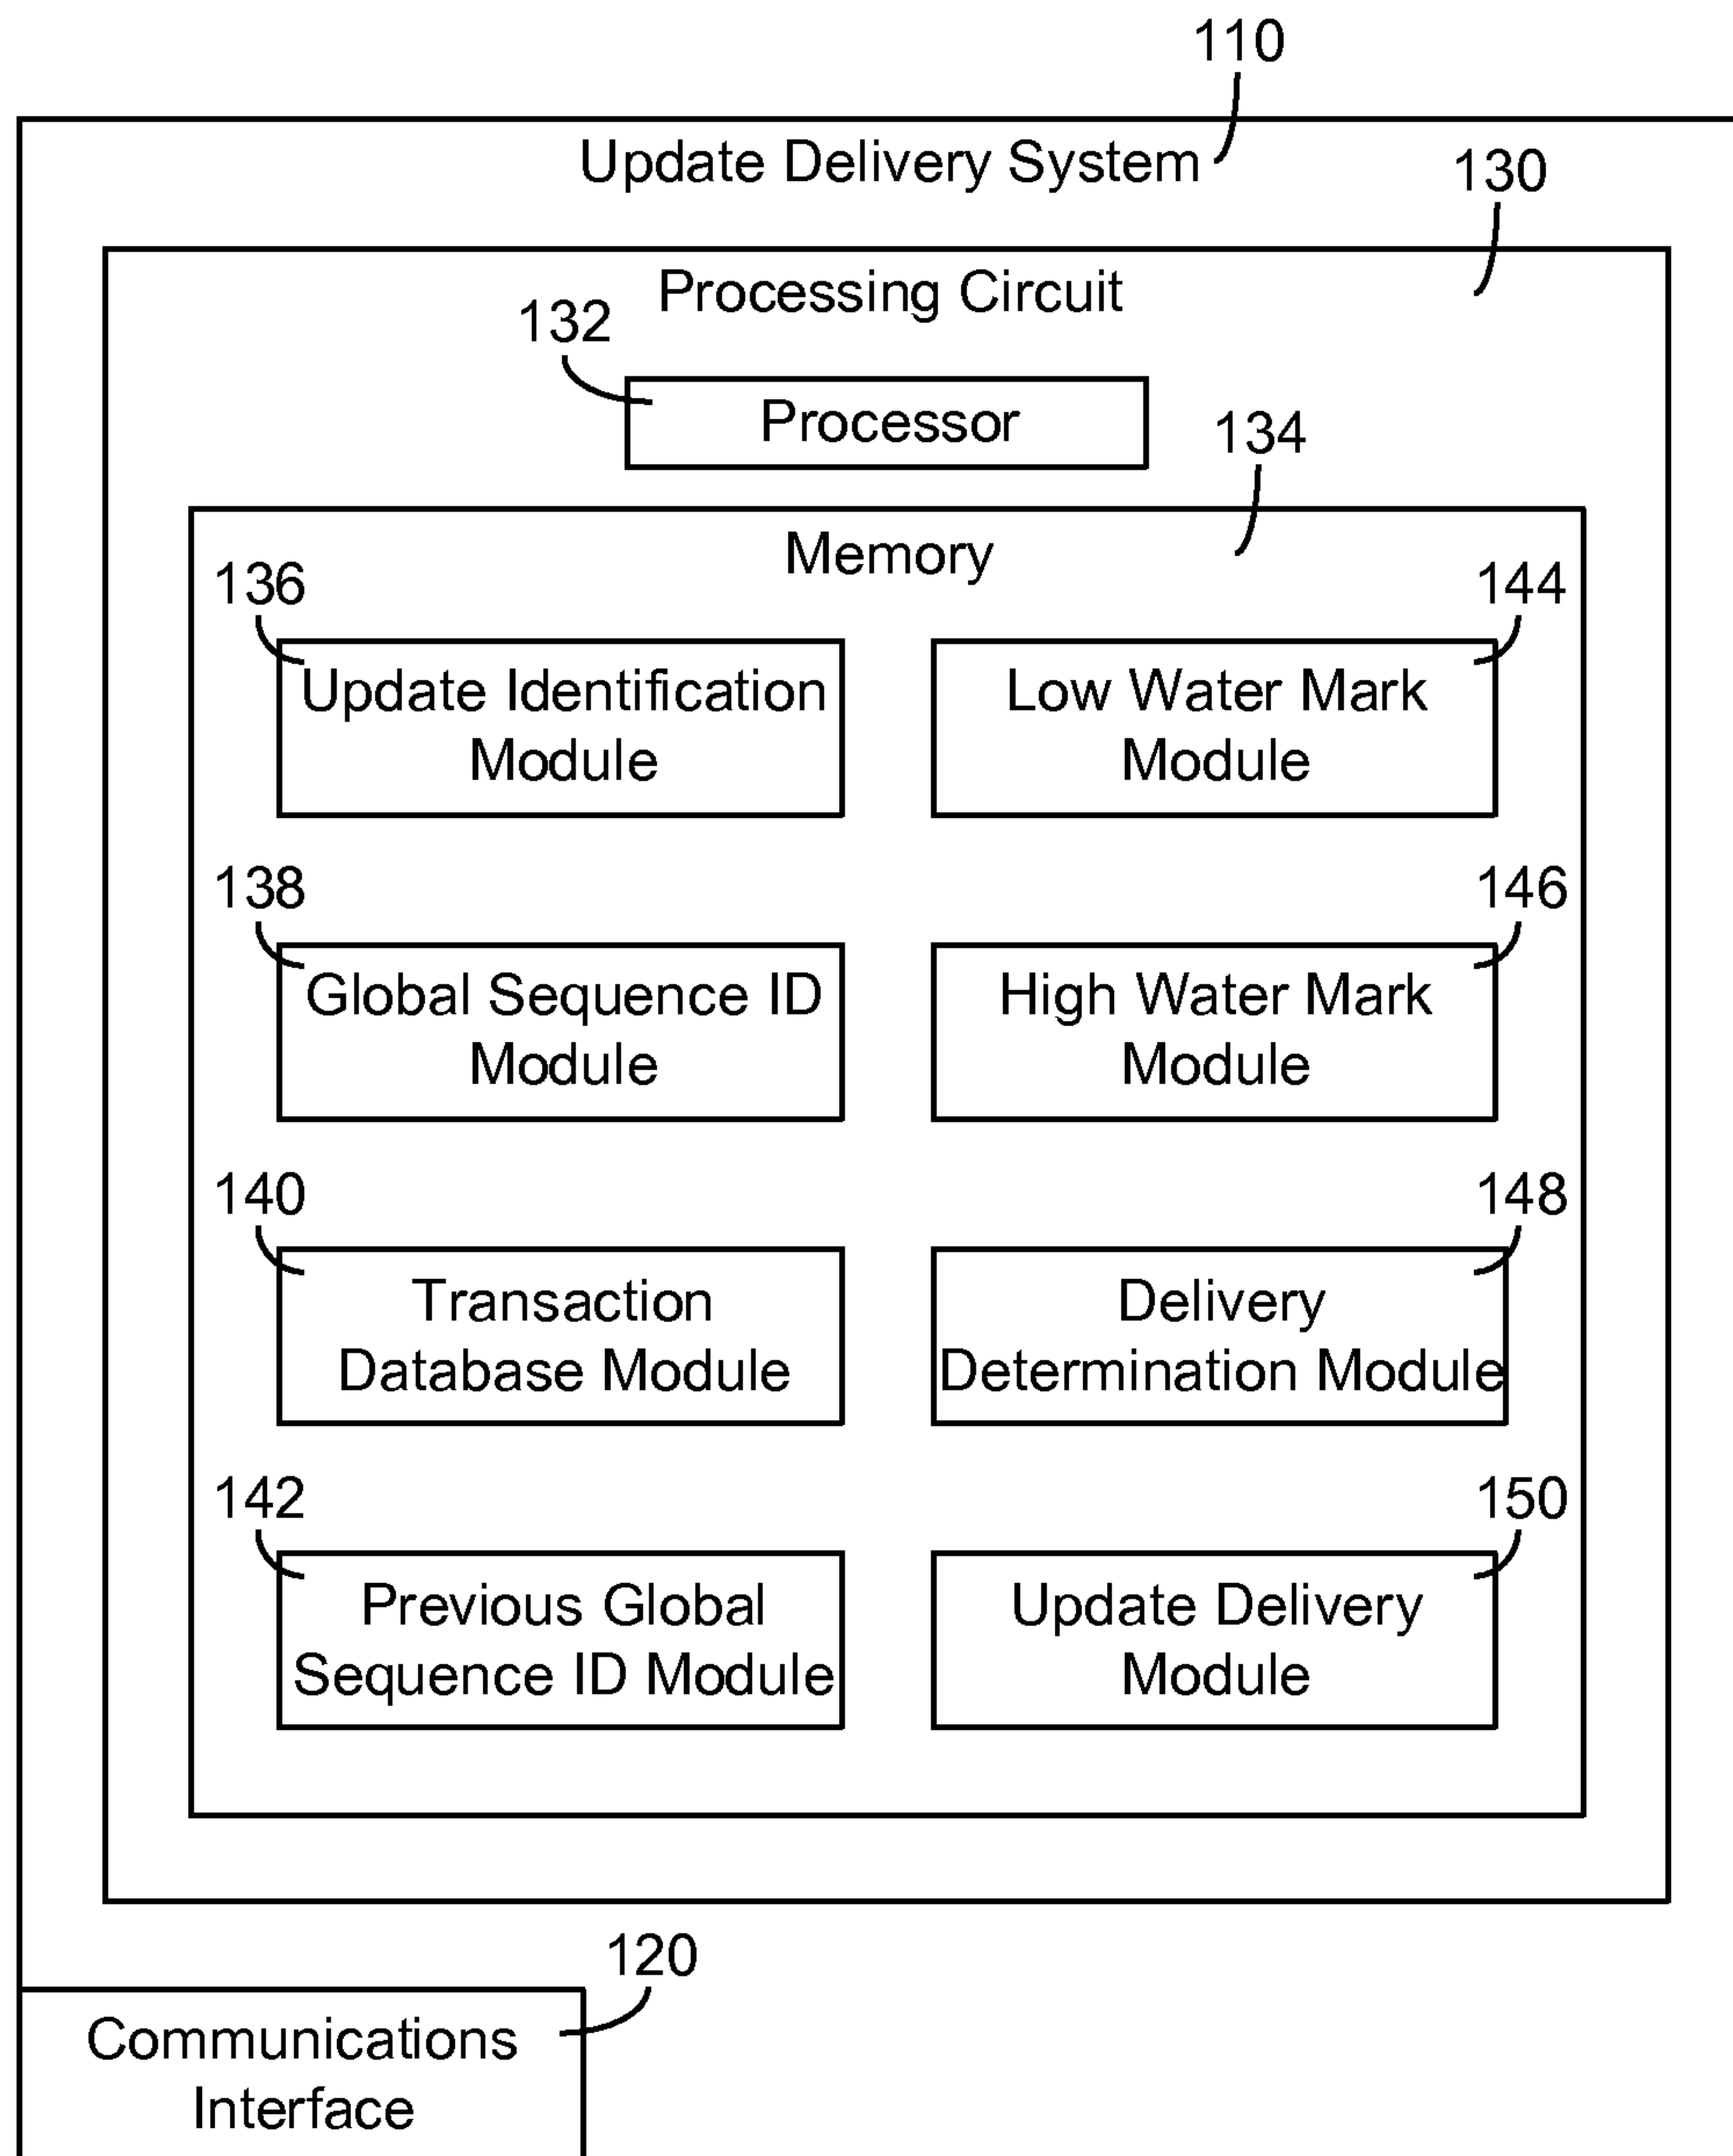 110
Update Delivery System
130
Processing Circuit
132
Processor
134
Memory
136
Update Identification
Module
144
Low Water Mark
Module
138
Global Sequence ID
Module
146
High Water Mark
Module
140
Transaction
Database Module
148
Delivery
Determination Module
142
Previous Global
Sequence ID Module
150
Update Delivery
Module
120
Communications
Interface